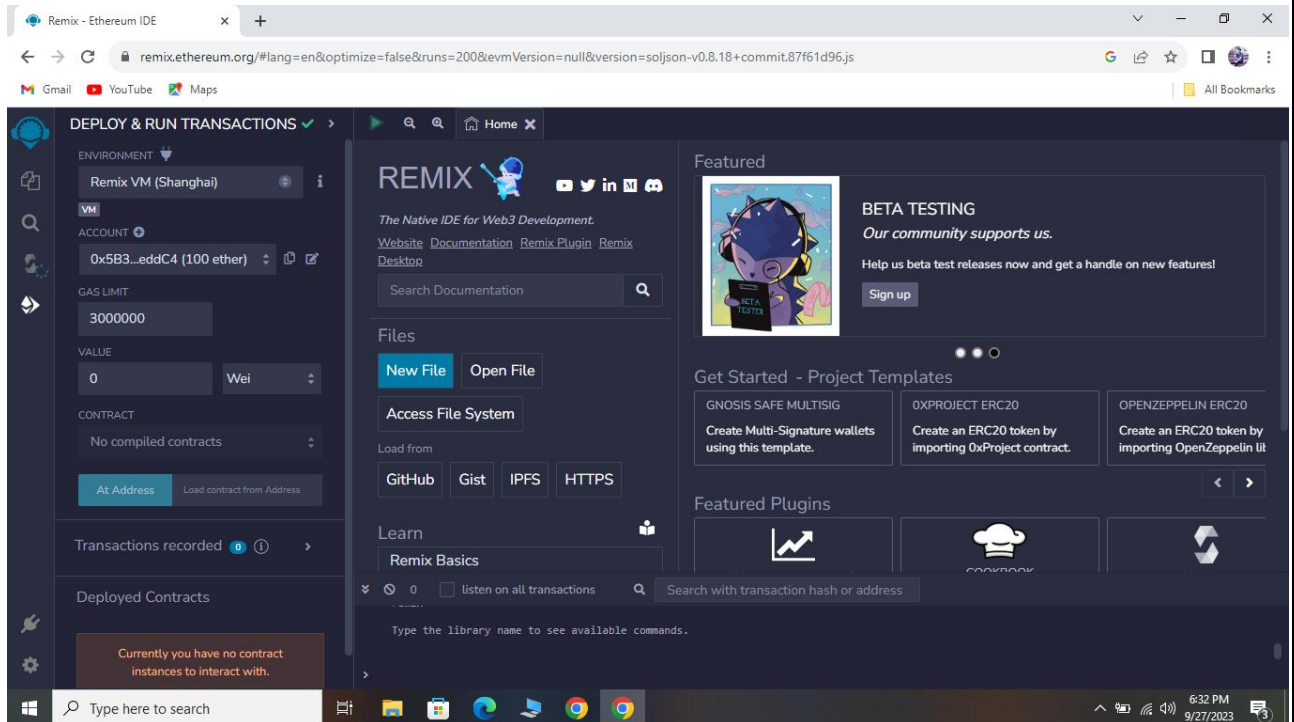 Remix - Ethereum IDE
remix.ethereum.org/#lang=en&optimize=false&runs=200&evmVersion=null&version=soljson-v0.8.18+commit.87f61d96.js
Gmail YouTube Maps All Bookmarks
DEPLOY & RUN TRANSACTIONS
ENVIRONMENT
Remix VM (Shanghai)
VM
ACCOUNT
0x5B3...eddC4 (100 ether)
GAS LIMIT
3000000
VALUE
0 Wei
CONTRACT
No compiled contracts
At Address Load contract from Address
Transactions recorded 0
Deployed Contracts
Currently you have no contract
instances to interact with.
Home
REMIX
The Native IDE for Web3 Development.
Website Documentation Remix Plugin Remix
Desktop
Search Documentation
Files
New File Open File
Access File System
Load from
GitHub Gist IPFS HTTPS
Learn
Remix Basics
Featured
BETA
TESTER
BETA TESTING
Our community supports us.
Help us beta test releases now and get a handle on new features!
Sign up
Get Started - Project Templates
GNOSIS SAFE MULTISIG
Create Multi-Signature wallets
using this template.
0XPROJECT ERC20
Create an ERC20 token by
importing 0xProject contract.
OPENZEPPELIN ERC20
Create an ERC20 token by
importing OpenZeppelin lib
Featured Plugins
COOKBOOK
0 listen on all transactions Search with transaction hash or address
Type the library name to see available commands.
>
Type here to search
6:32 PM
9/27/2023
3